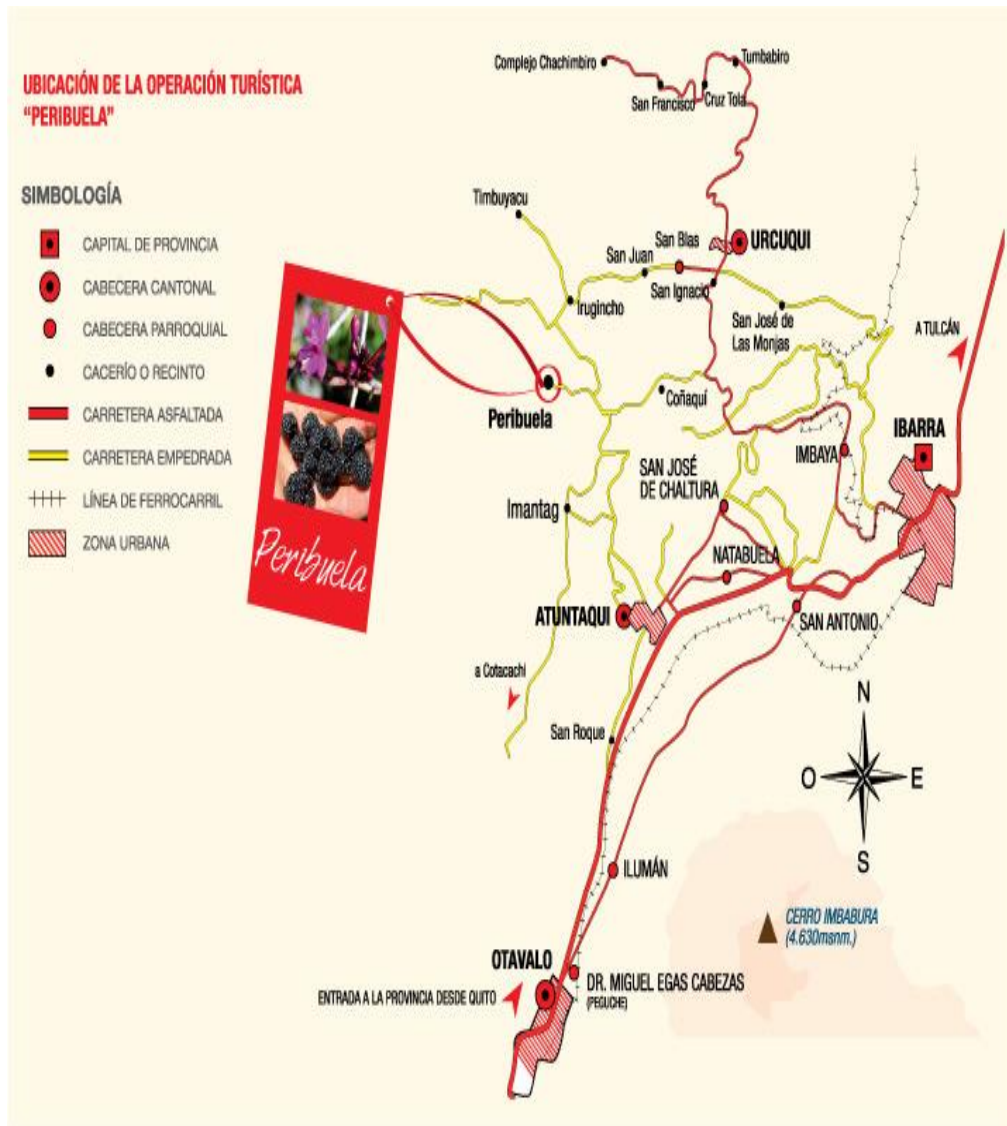 UBICACIÓN DE LA OPERACIÓN TURÍSTICA
“PERIBUELA”
SIMBOLOGÍA
CAPITAL DE PROVINCIA
CABECERA CANTONAL
CABECERA PARROQUIAL
CACERÍO O RECINTO
CARRETERA ASFALTADA
CARRETERA EMPEDRADA
LÍNEA DE FERROCARRIL
ZONA URBANA
Peribuela
Complejo Chachimbiro
Tumbabiro
San Francisco
Cruz Tola
Timbuyacu
San Blas
URCUQUI
San Juan
San Ignacio
Irugincho
San José de
Las Monjas
A TULCÁN
Peribuela
Coñaquí
IBARRA
IMBAYA
SAN JOSÉ
DE CHALTURA
Imantag
NATABUELA
ATUNTAQUI
SAN ANTONIO
a Cotacachi
San Roque
N
O
E
S
ILUMÁN
CERRO IMBABURA
(4.630msnm.)
OTAVALO
DR. MIGUEL EGAS CABEZAS
(PEGUCHE)
ENTRADA A LA PROVINCIA DESDE QUITO